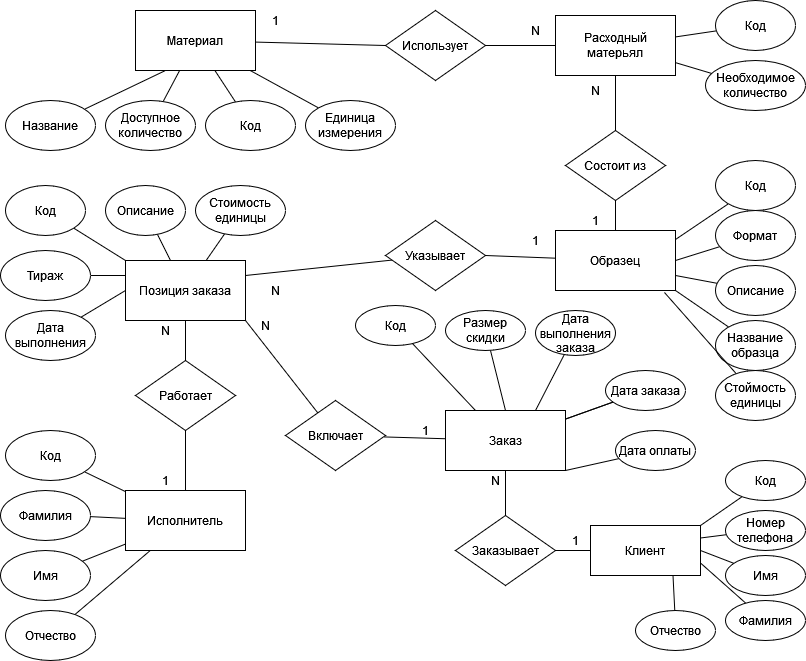 Материал
1
Использует
N
Расходный
матерьял
Код
Необходимое
количество
Название
Доступное
количество
Код
Единица
измерения
N
Состоит из
1
Код
Описание
Стоимость
единицы
Тираж
Дата
выполнения
Позиция заказа
N
Указывает
1
Образец
Код
Формат
Описание
Название
образца
Стоймость
единицы
N
N
Работает
1
Включает
1
Код
Размер
скидки
Дата
выполнения
заказа
Дата заказа
Дата оплаты
Заказ
N
Код
Фамилия
Имя
Отчество
Исполнитель
Заказывает
1
Клиент
Код
Номер
телефона
Имя
Фамилия
Отчество